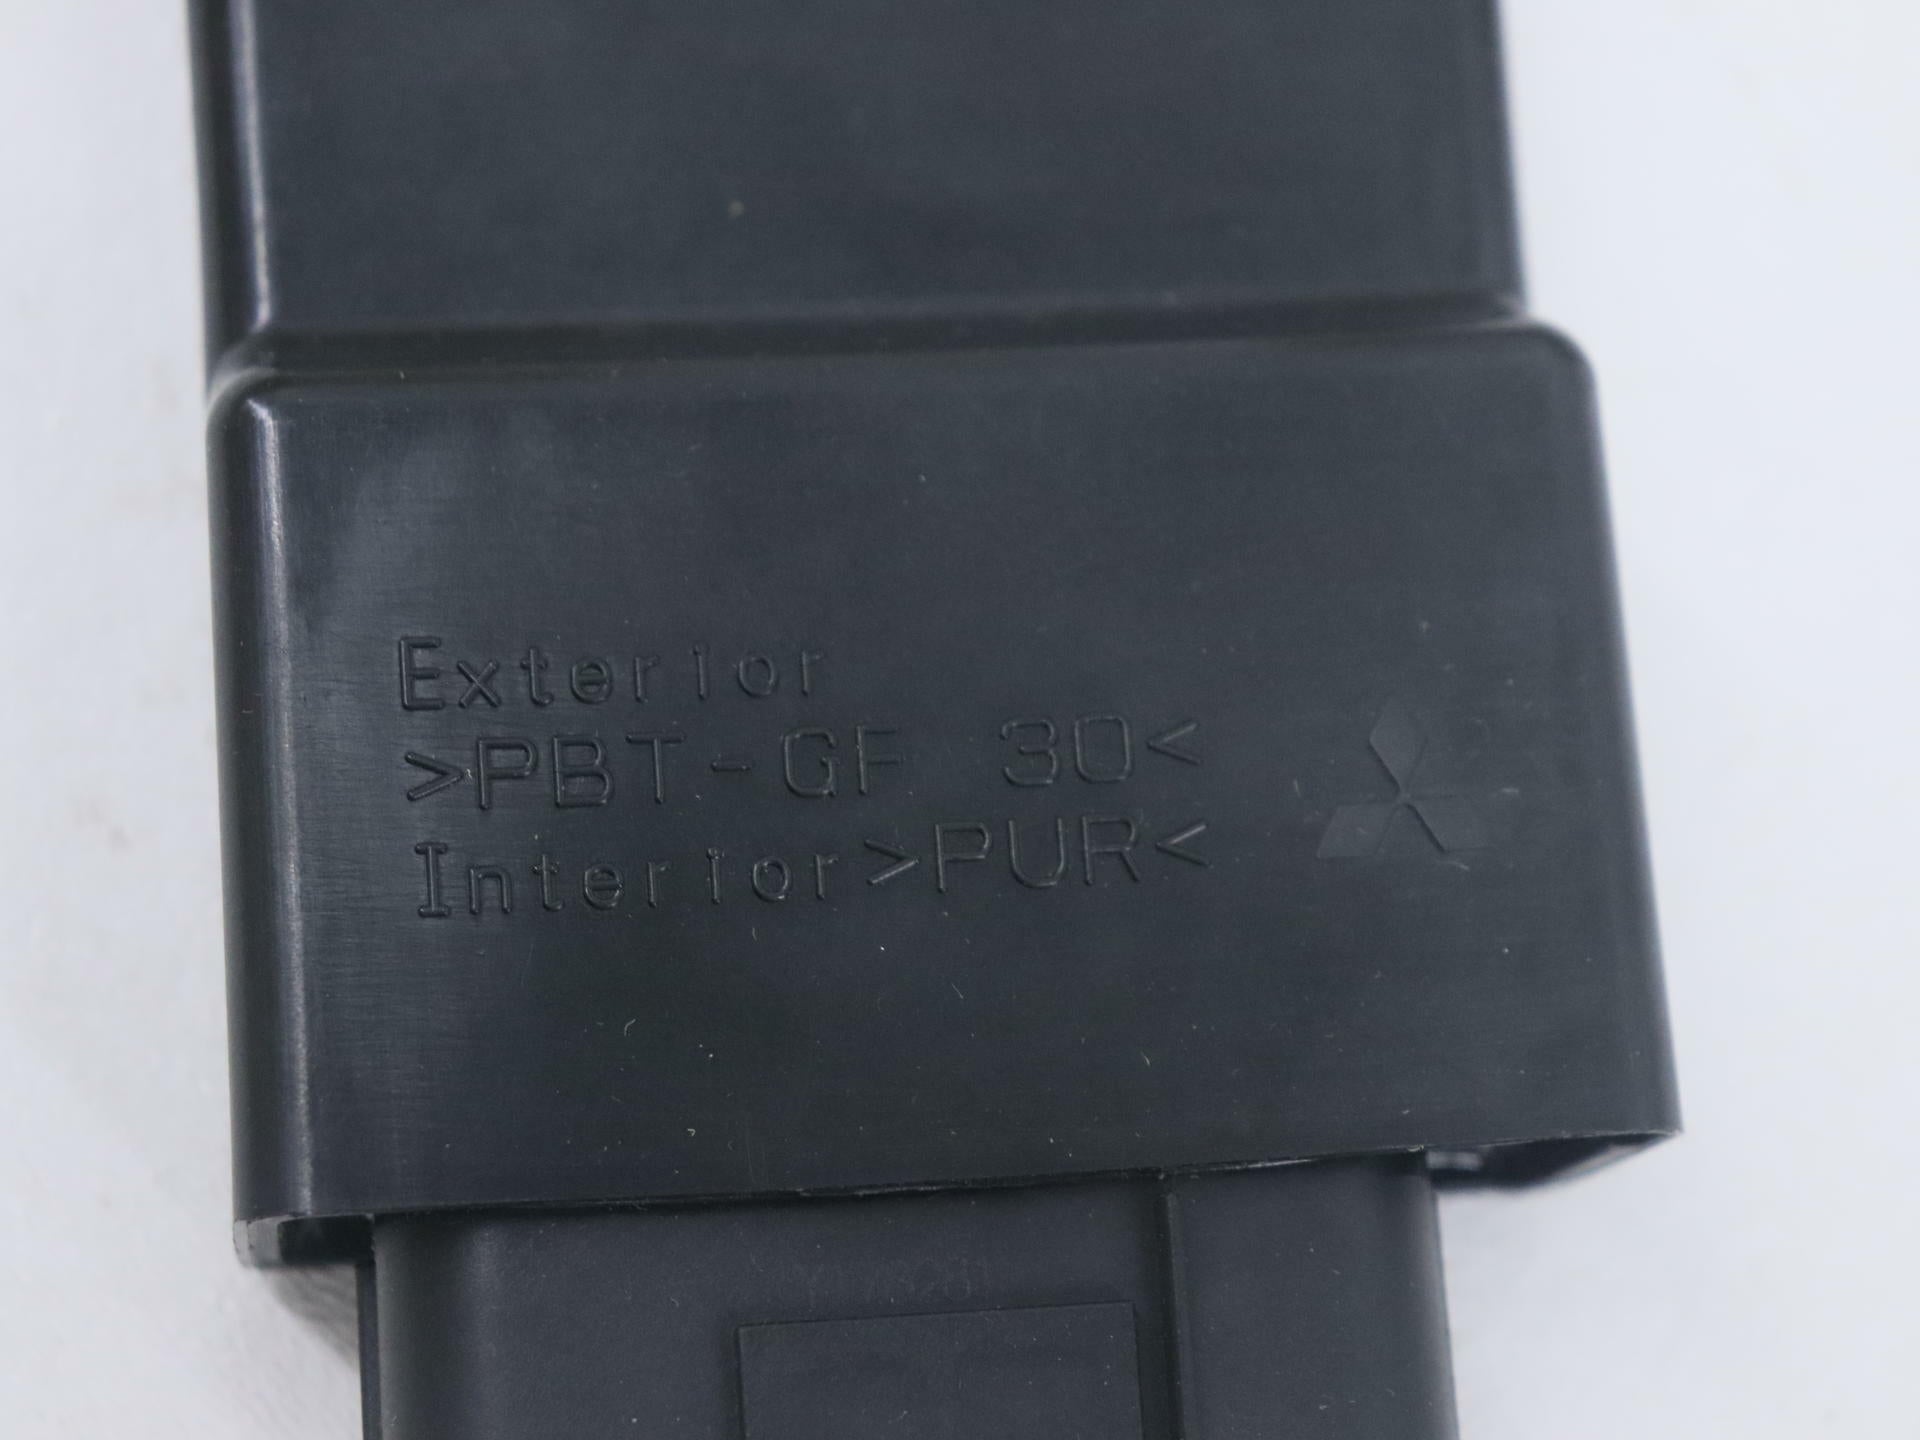 Exterior
>PBT-GF 30<
Interior>PUR<